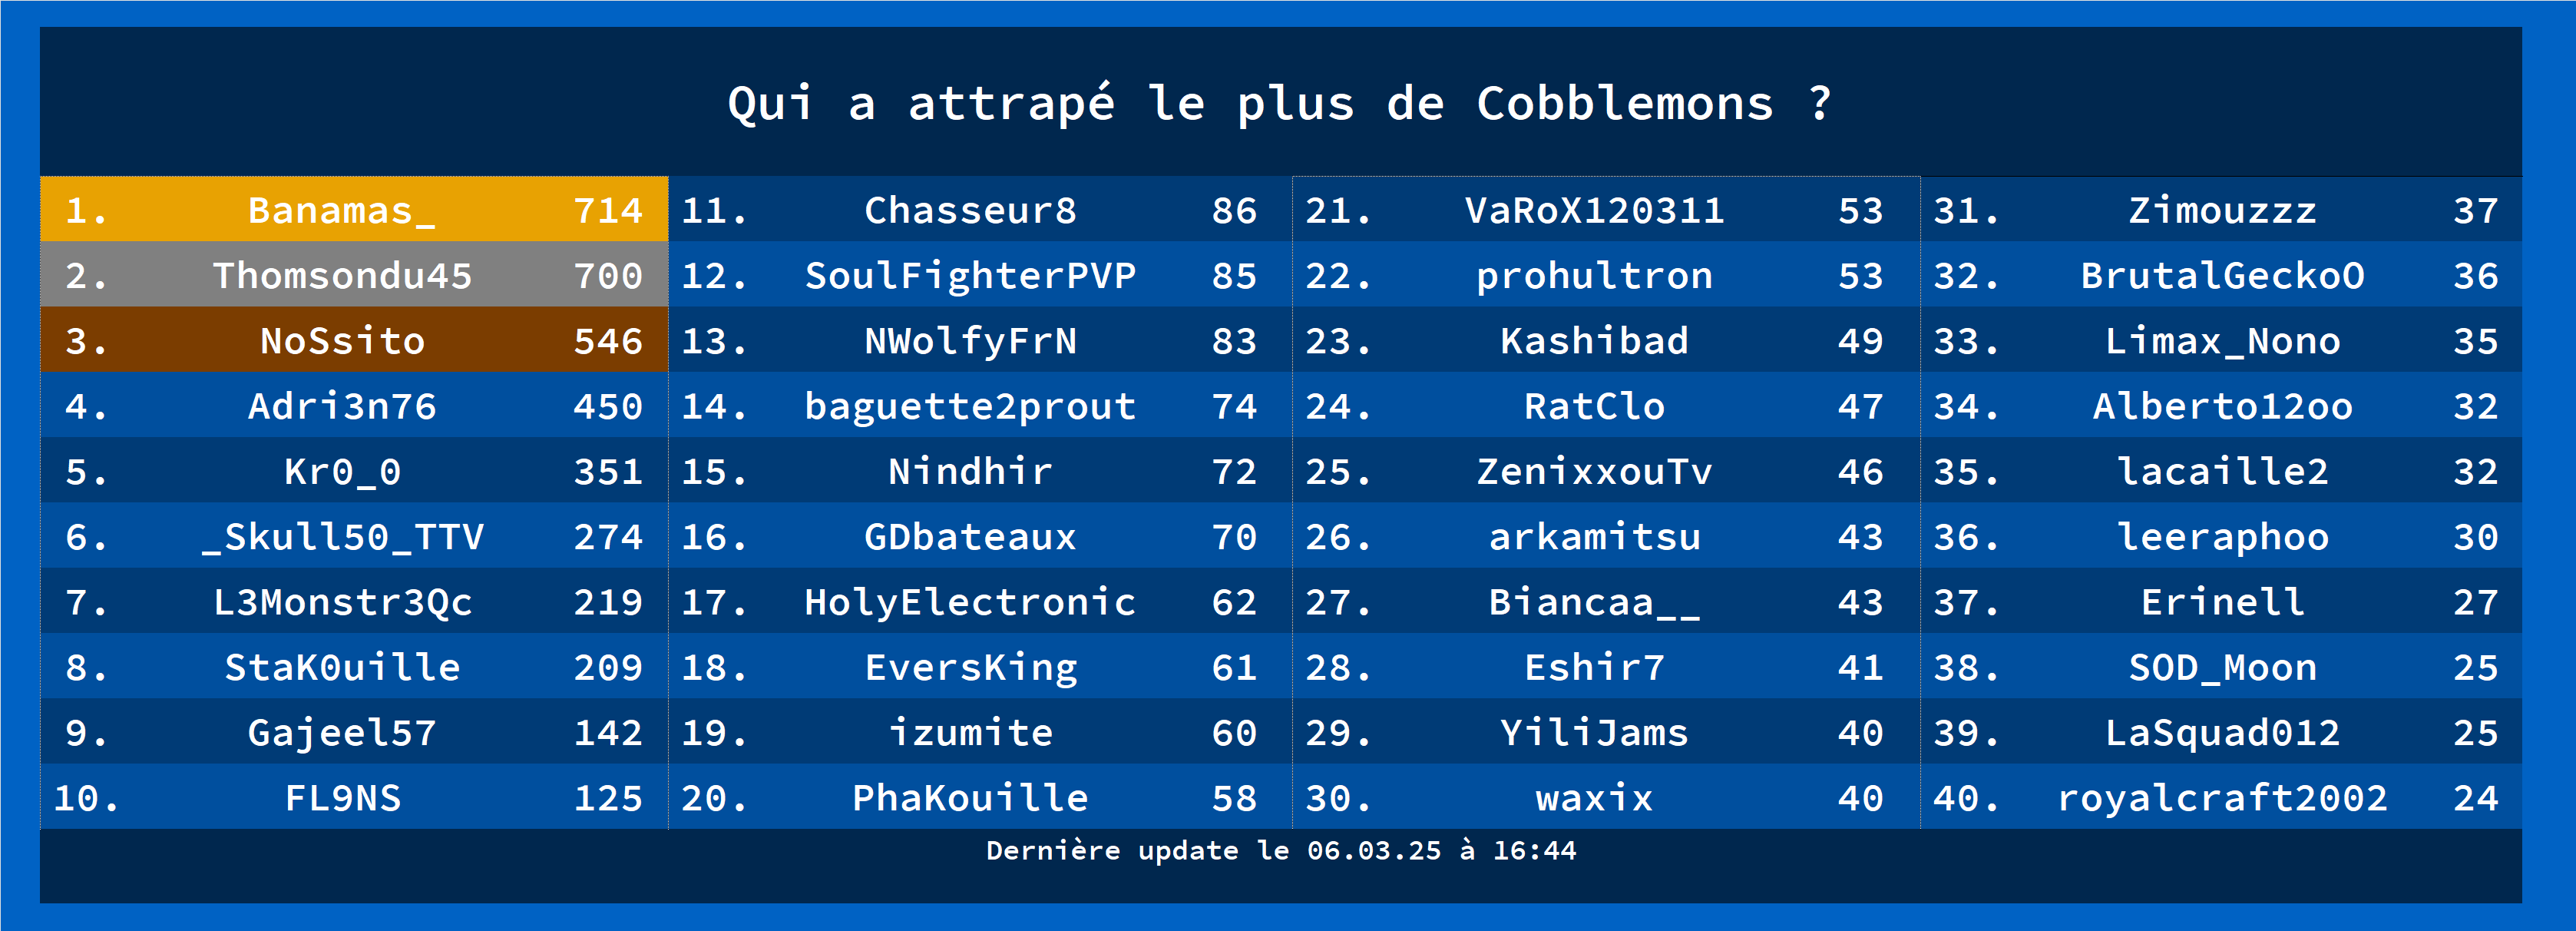 Qui a attrapé le plus de Cobblemons ?
1. Banamas_ 714
2. Thomsondu45 700
3. NoSsito 546
4. Adri3n76 450
5. Kr0_0 351
6. _Skull50_TTV 274
7. L3Monstr3Qc 219
8. StaK0uille 209
9. Gajeel57 142
10. FL9NS 125
11. Chasseur8 86
12. SoulFighterPVP 85
13. NWolfyFrN 83
14. baguette2prout 74
15. Nindhir 72
16. GDbateaux 70
17. HolyElectronic 62
18. EversKing 61
19. izumite 60
20. PhaKouille 58
21. VaRoX120311 53
22. prohultron 53
23. Kashibad 49
24. RatClo 47
25. ZenixxouTv 46
26. arkamitsu 43
27. Biancaa__ 43
28. Eshir7 41
29. YiliJams 40
30. waxix 40
31. Zimouzzz 37
32. BrutalGeckoO 36
33. Limax_Nono 35
34. Alberto12oo 32
35. lacaille2 32
36. leeraphoo 30
37. Erinell 27
38. SOD_Moon 25
39. LaSquad012 25
40. royalcraft2002 24
Dernière update le 06.03.25 à 16:44